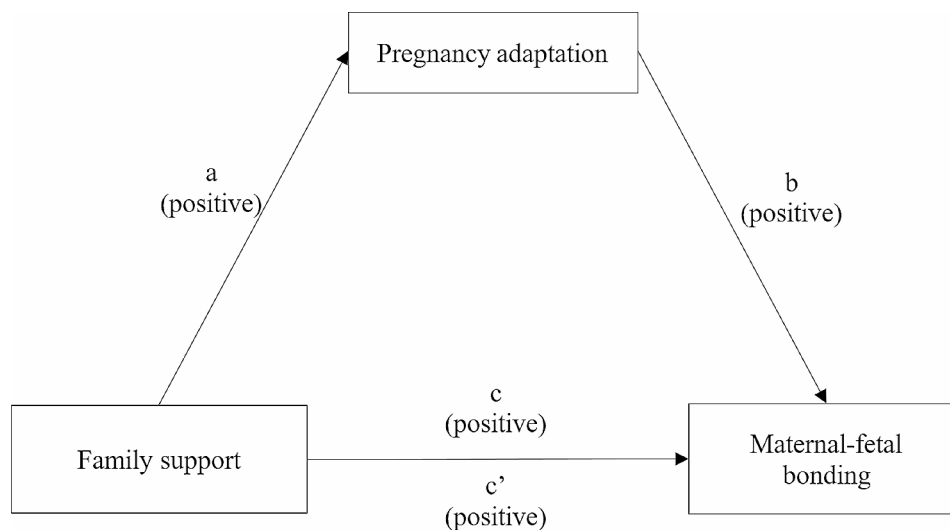 Pregnancy adaptation
a
(positive)
b
(positive)
c
(positive)
Family support
Maternal-fetal
bonding
c’
(positive)